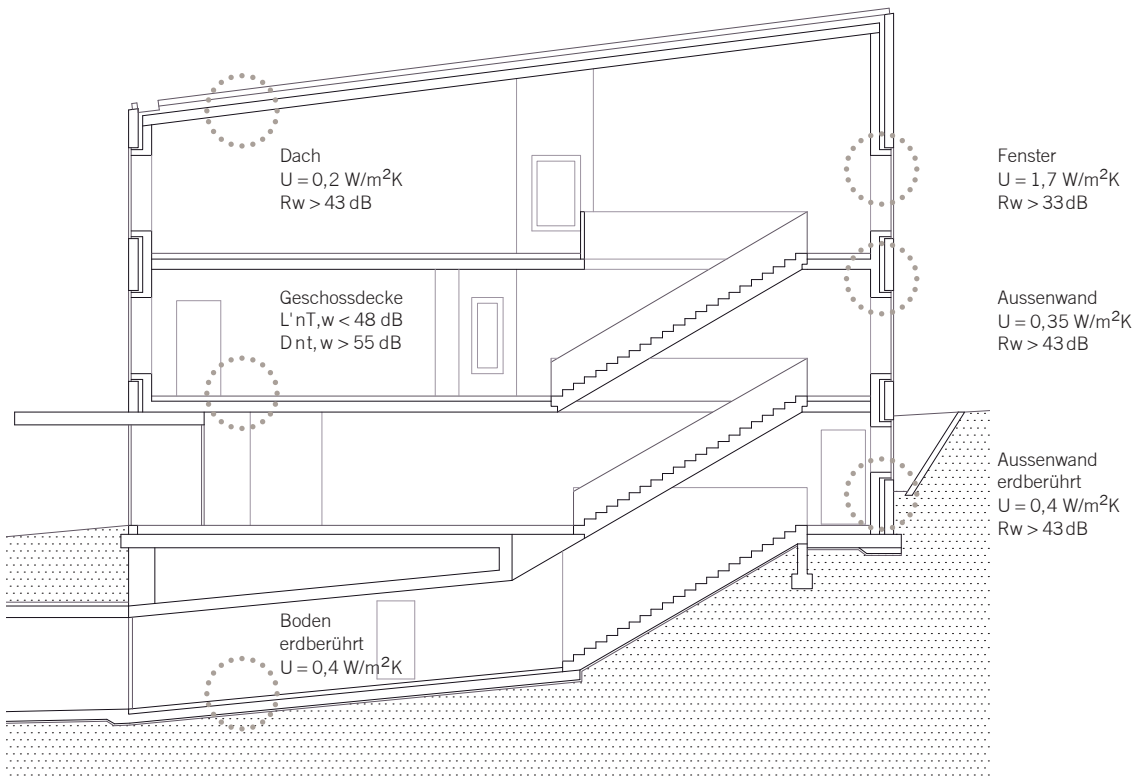 Dach
U = 0,2 W/m²K
Rw > 43 dB
Fenster
U = 1,7 W/m²K
Rw > 33 dB
Geschossdecke
L'nT,w < 48 dB
Dnt,w > 55 dB
Aussenwand
U = 0,35 W/m²K
Rw > 43 dB
Aussenwand
erdberührt
U = 0,4 W/m²K
Rw > 43 dB
Boden
erdberührt
U = 0,4 W/m²K